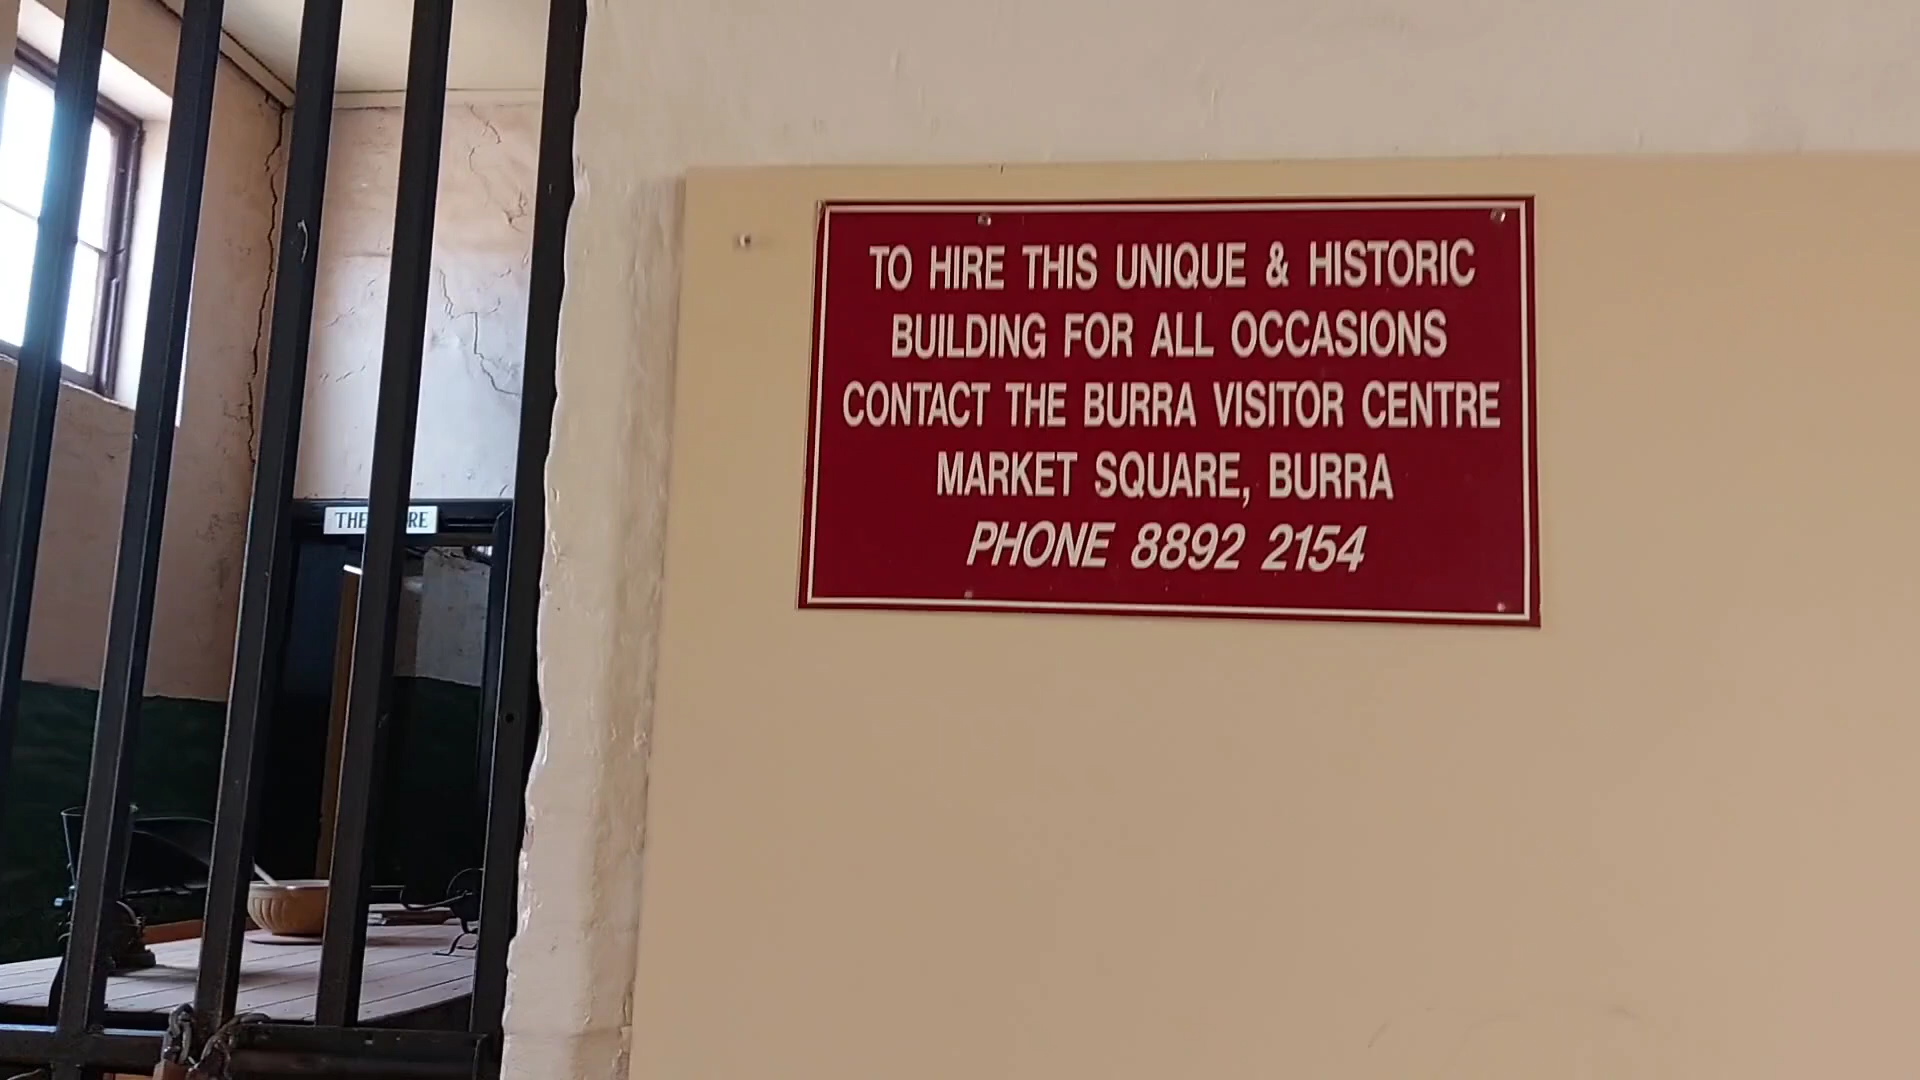 TO HIRE THIS UNIQUE & HISTORIC
BUILDING FOR ALL OCCASIONS
CONTACT THE BURRA VISITOR CENTRE
MARKET SQUARE, BURRA
PHONE 8892 2154